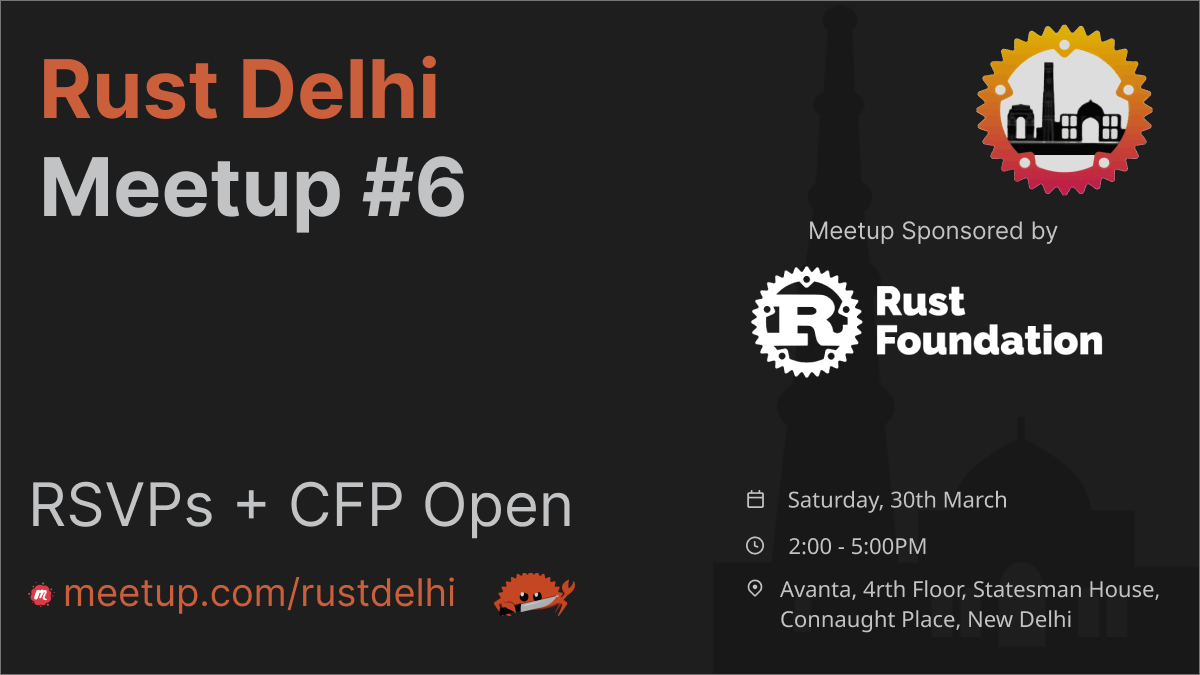 Rust Delhi
Meetup #6
Meetup Sponsored by
R
Rust
Foundation
RSVPs + CFP Open
m meetup.com/rustdelhi
Saturday, 30th March
2:00 - 5:00PM
Avanta, 4rth Floor, Statesman House,
Connaught Place, New Delhi